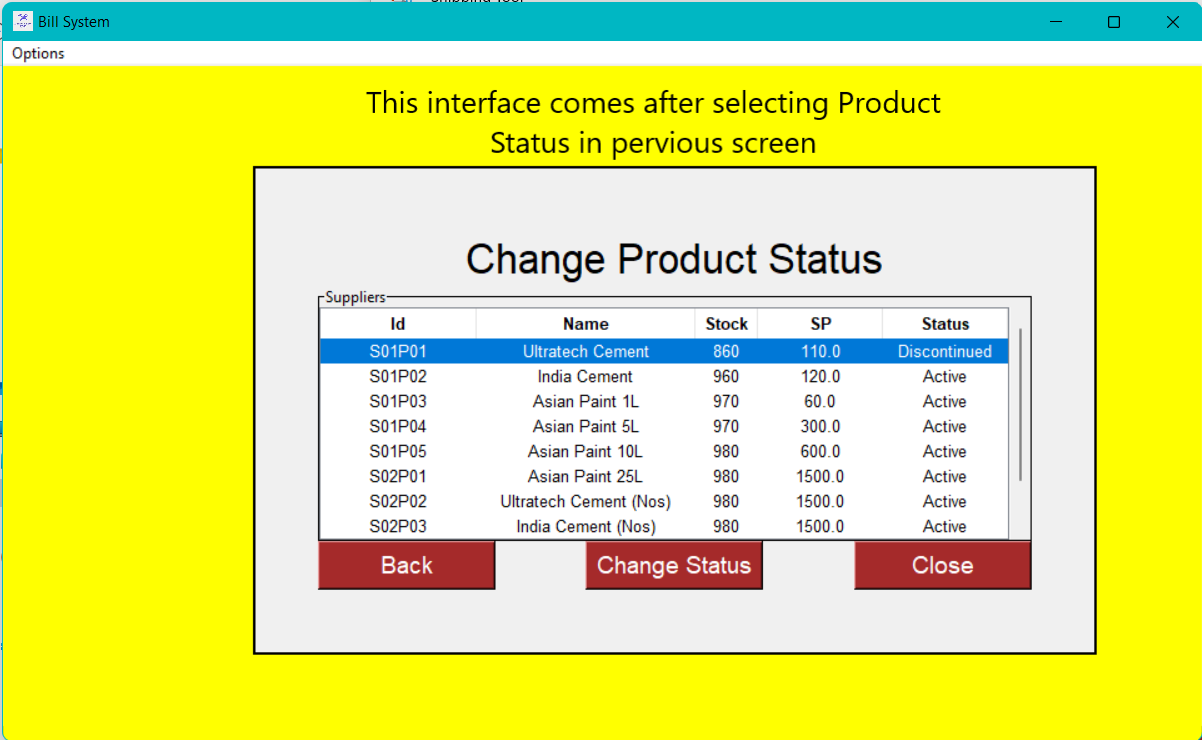 Bill System
Options
This interface comes after selecting Product
Status in pervious screen
Change Product Status
Suppliers
Id Name Stock SP Status
S01P01 Ultratech Cement 860 110.0 Discontinued
S01P02 India Cement 960 120.0 Active
S01P03 Asian Paint 1L 970 60.0 Active
S01P04 Asian Paint 5L 970 300.0 Active
S01P05 Asian Paint 10L 980 600.0 Active
S02P01 Asian Paint 25L 980 1500.0 Active
S02P02 Ultratech Cement (Nos) 980 1500.0 Active
S02P03 India Cement (Nos) 980 1500.0 Active
Back Change Status Close